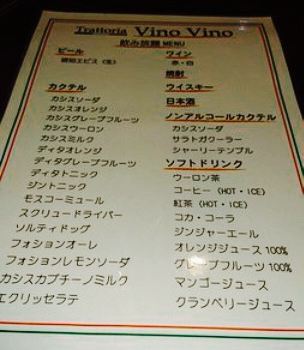 Trattoria Vino Vino
飲み放題 MENU
ビール
琥珀エビス（生）
カクテル
カシスソーダ
カシスオレンジ
カシスグレープフルーツ
カシスウーロン
カシスミルク
ディタオレンジ
ディタグレープフルーツ
ディタトニック
ジントニック
モスコーミュール
スクリュードライバー
ソルティドッグ
フォションオーレ
フォションレモンソーダ
カシスカプチーノミルク
エクリッセラテ
ワイン
赤・白
焼酎
ウイスキー
日本酒
ノンアルコールカクテル
カシスソーダ
サラトガクーラー
シャーリーテンプル
ソフトドリンク
ウーロン茶
コーヒー（HOT・ICE）
紅茶（HOT・ICE）
コカ・コーラ
ジンジャーエール
オレンジジュース 100%
グレープフルーツ 100%
マンゴージュース
クランベリージュース